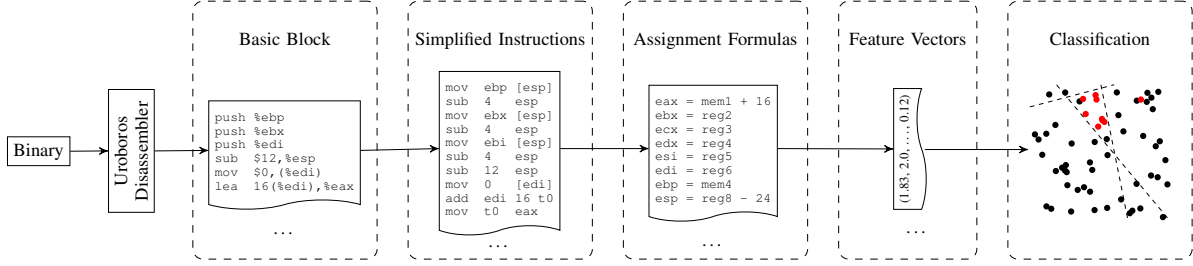 Binary
Uroboros
Disassembler
Basic Block
push %ebp
push %ebx
push %edi
sub $12,%esp
mov $0,(%edi)
lea 16(%edi),%eax
...
Simplified Instructions
mov ebp [esp]
sub 4 esp
mov ebx [esp]
sub 4 esp
mov ebi [esp]
sub 4 esp
sub 12 esp
mov 0 [edi]
add edi 16 t0
mov t0 eax
...
Assignment Formulas
eax = mem1 + 16
ebx = reg2
ecx = reg3
edx = reg4
esi = reg5
edi = reg6
ebp = mem4
esp = reg8 - 24
...
Feature Vectors
(1.83, 2.0, ..., 0.12)
...
Classification